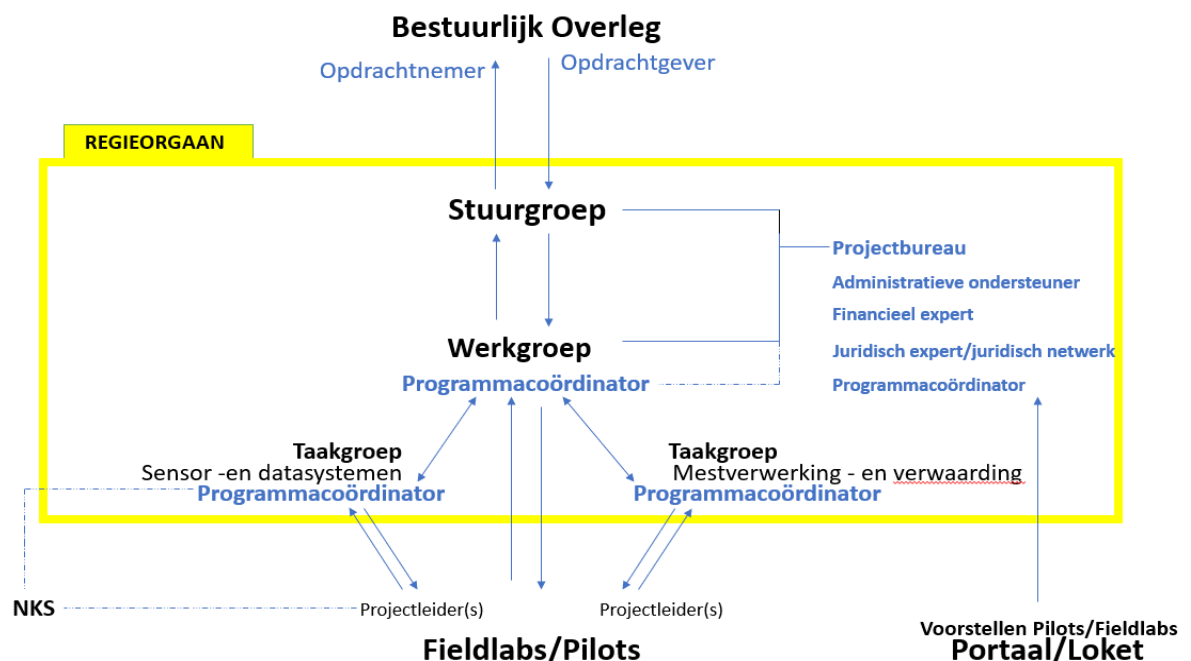 Bestuurlijk Overleg
Opdrachtnemer
Opdrachtgever
REGIEORGAAN
Stuurgroep
Projectbureau
Administratieve ondersteuner
Financieel expert
Werkgroep
Juridisch expert/juridisch netwerk
Programmacoördinator
Programmacoördinator
Taakgroep
Sensor -en datasystemen
Programmacoördinator
Taakgroep
Mestverwerking - en verwaarding
Programmacoördinator
NKS
Projectleider(s)
Projectleider(s)
Fieldlabs/Pilots
Voorstellen Pilots/Fieldlabs
Portaal/Loket